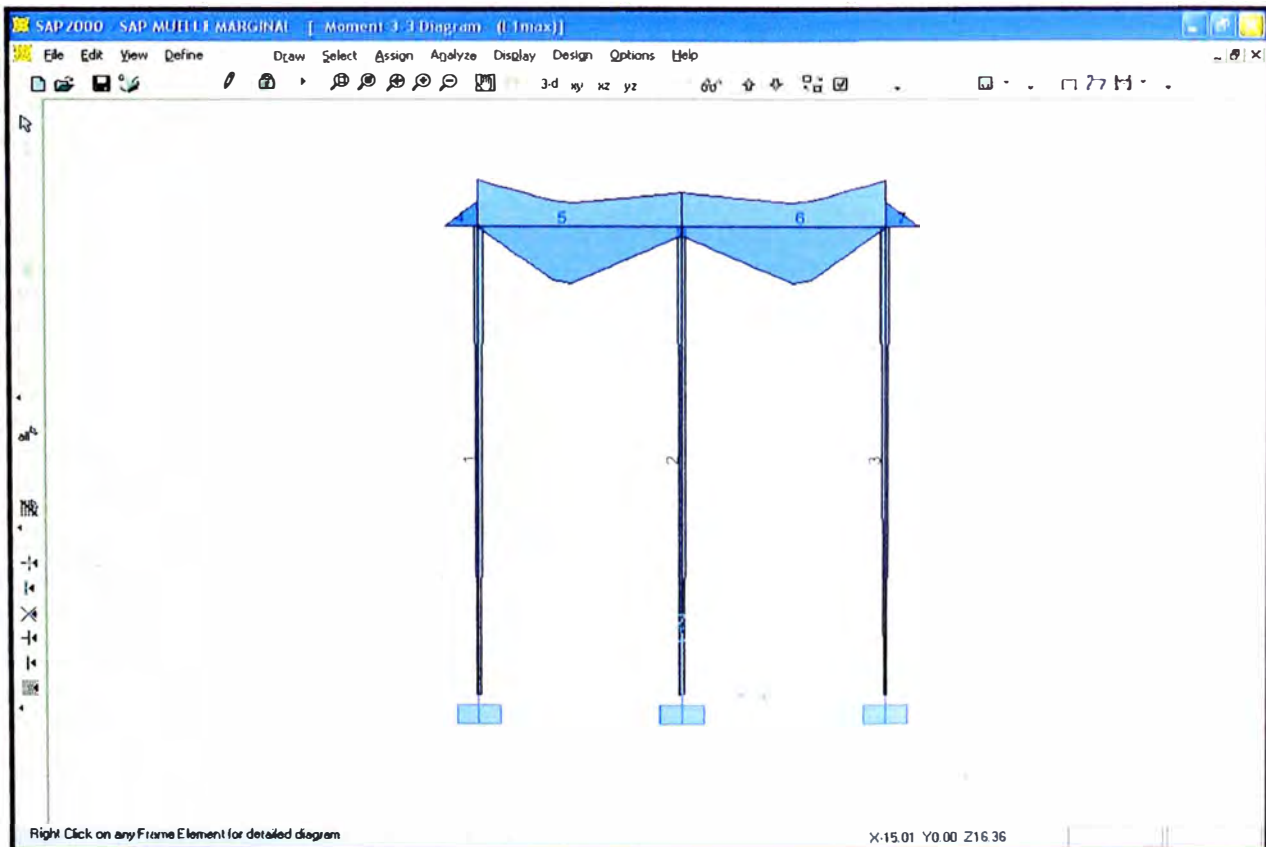 SAP2000 - SAP MUELLE MARGINAL - [ Moment 3-3 Diagram
File Edit View Define Draw Select Assign Analyze Display Design Options Help
3-d xy xz yz
4 5 6 7
1 2 3
all
Right Click on any Frame Element for detailed diagram
X-15.01 Y0.00 Z16.36